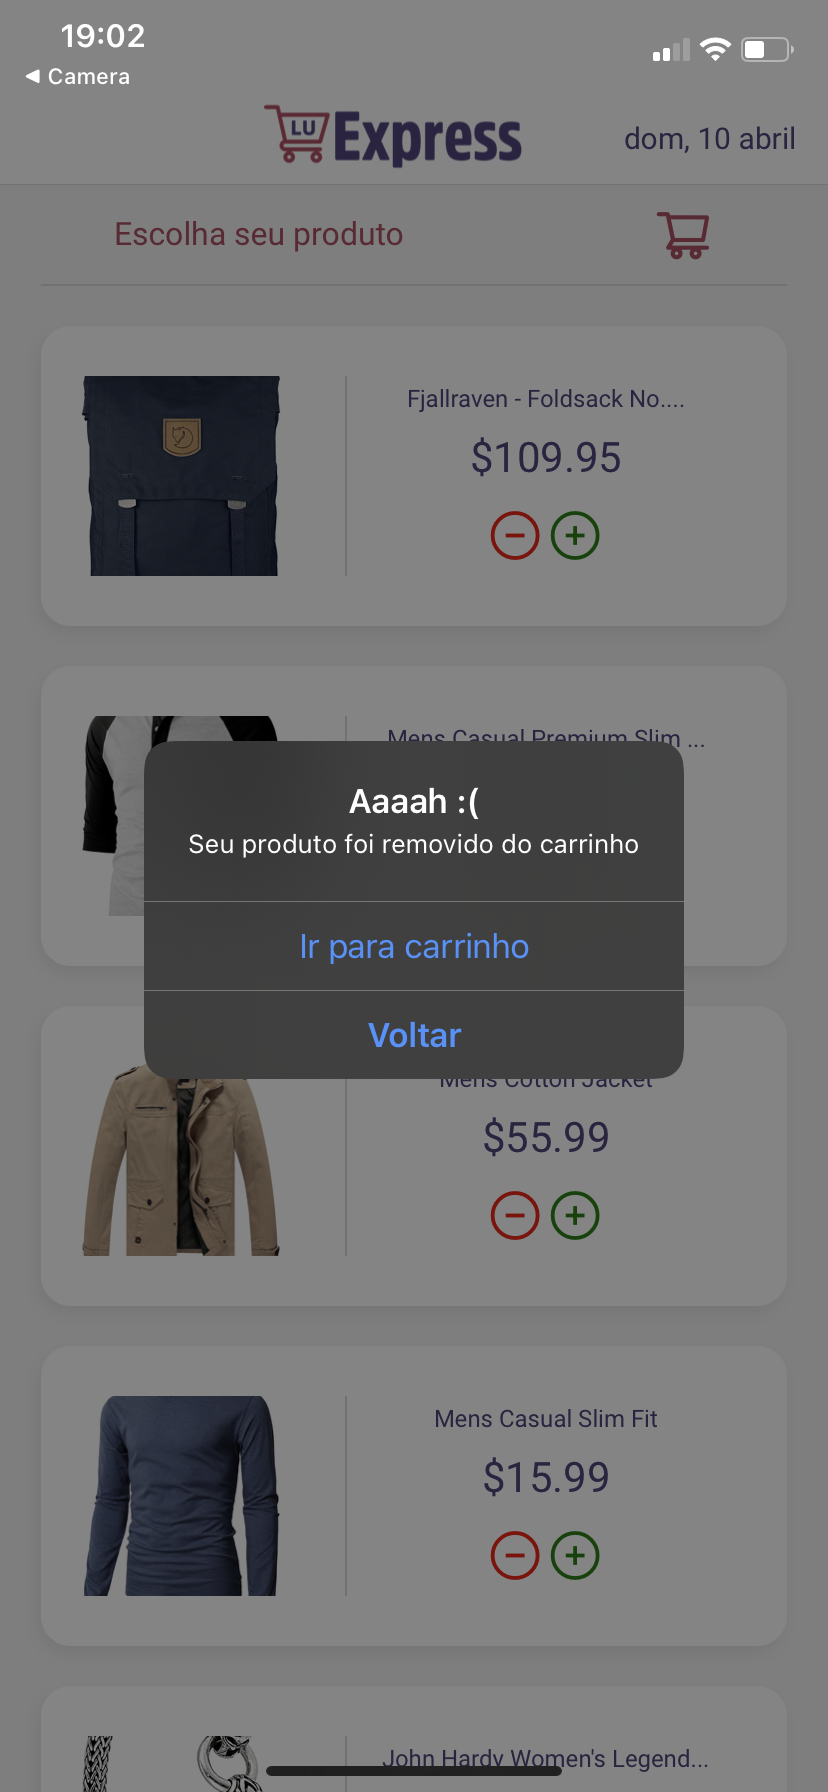 19:02
◀ Camera
LU Express
dom, 10 abril
Escolha seu produto
Fjallraven - Foldsack No....
$109.95
Mens Casual Premium Slim ...
Aaaah :(
Seu produto foi removido do carrinho
Ir para carrinho
Voltar
Mens Cotton Jacket
$55.99
Mens Casual Slim Fit
$15.99
John Hardy Women's Legend...